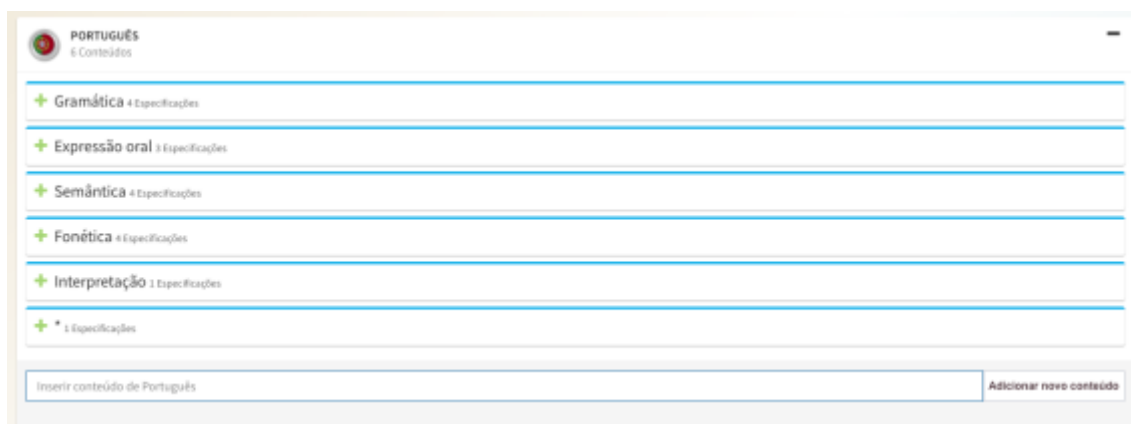 PORTUGUÊS
6 Conteúdos
Gramática 4 Especificações
Expressão oral 3 Especificações
Semântica 4 Especificações
Fonética 4 Especificações
Interpretação 1 Especificações
* 1 Especificações
Inserir conteúdo de Português Adicionar novo conteúdo